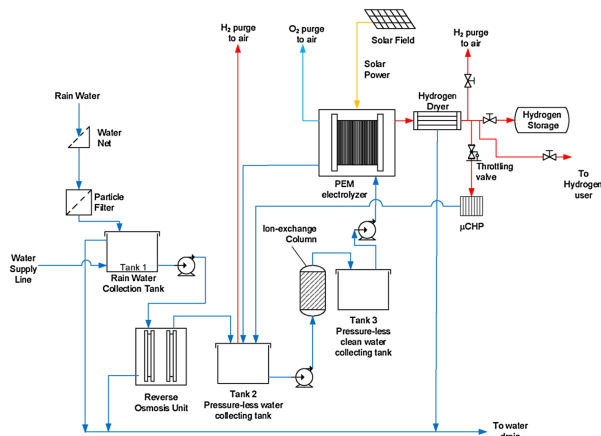 H₂ purge
to air
O₂ purge
to air
Solar Field
H₂ purge
to air
Solar
Power
Rain Water
Hydrogen
Dryer
Hydrogen
Storage
Water
Net
Throttling
valve
To
Hydrogen
user
PEM
electrolyzer
Particle
Filter
µCHP
Ion-exchange
Column
Water
Supply
Line
Tank 1
Rain Water
Collection Tank
Tank 3
Pressure-less
clean water
collecting tank
Reverse
Osmosis Unit
Tank 2
Pressure-less water
collecting tank
To water
drain